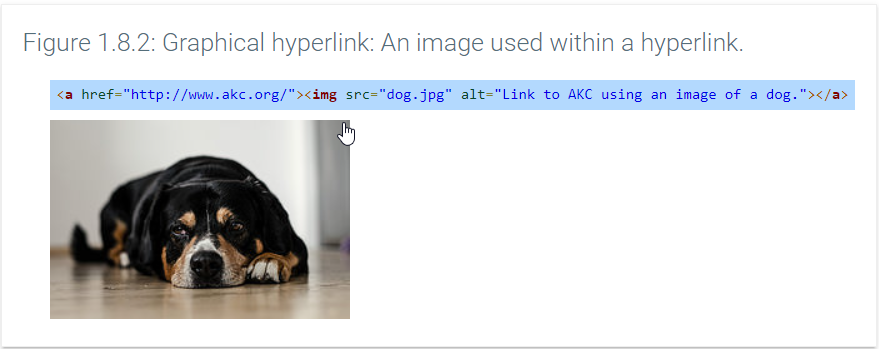 Figure 1.8.2: Graphical hyperlink: An image used within a hyperlink.
<a href="http://www.akc.org/"><img src="dog.jpg" alt="Link to AKC using an image of a dog."></a>